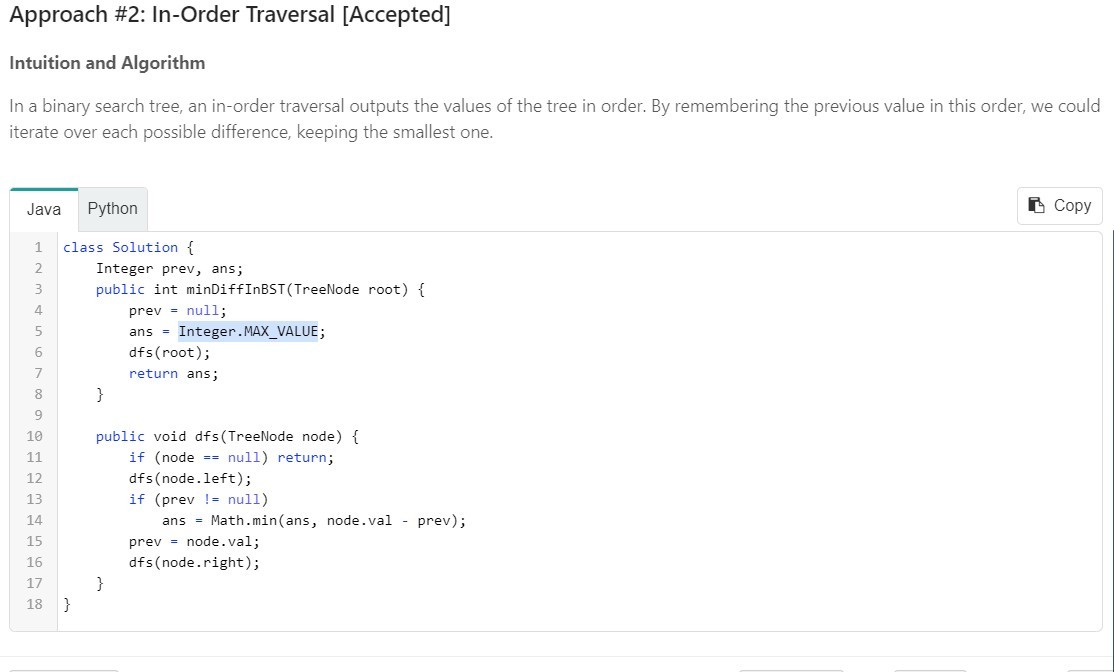 Approach #2: In-Order Traversal [Accepted]
Intuition and Algorithm
In a binary search tree, an in-order traversal outputs the values of the tree in order. By remembering the previous value in this order, we could
iterate over each possible difference, keeping the smallest one.
Java Python Copy
1 class Solution {
2     Integer prev, ans;
3     public int minDiffInBST(TreeNode root) {
4         prev = null;
5         ans = Integer.MAX_VALUE;
6         dfs(root);
7         return ans;
8     }
9
10     public void dfs(TreeNode node) {
11         if (node == null) return;
12         dfs(node.left);
13         if (prev != null)
14             ans = Math.min(ans, node.val - prev);
15         prev = node.val;
16         dfs(node.right);
17     }
18 }